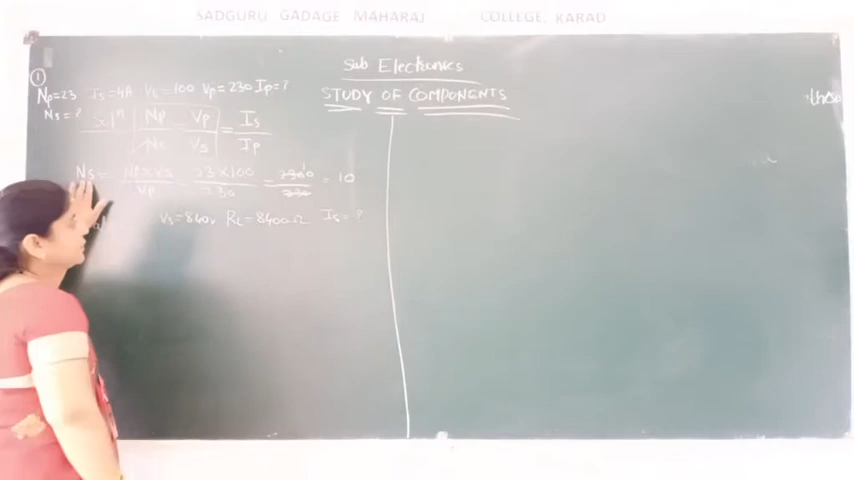 SADGURU GADAGE MAHARAJ COLLEGE, KARAD
Sub Electronics
STUDY OF COMPONENTS
①
Np=23 Is=4A Vs=100 Vp=230 Ip=?
Ns=?
Solⁿ Np/Ns = Vp/Vs = Is/Ip
Ns= Np×Vs/Vp = 23×100/230 = 2300/230 = 10
Vs=840v RL=8400Ω Is=?